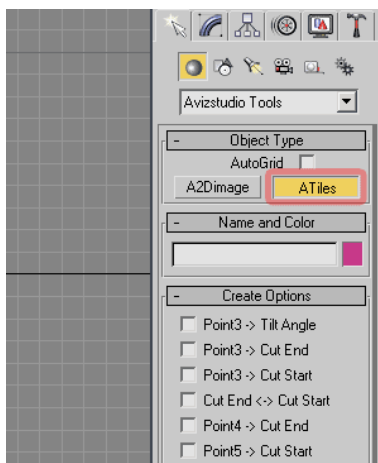 Avizstudio Tools
- Object Type
AutoGrid
A2Dimage ATiles
- Name and Color
- Create Options
Point3 -> Tilt Angle
Point3 -> Cut End
Point3 -> Cut Start
Cut End <-> Cut Start
Point4 -> Cut End
Point5 -> Cut Start